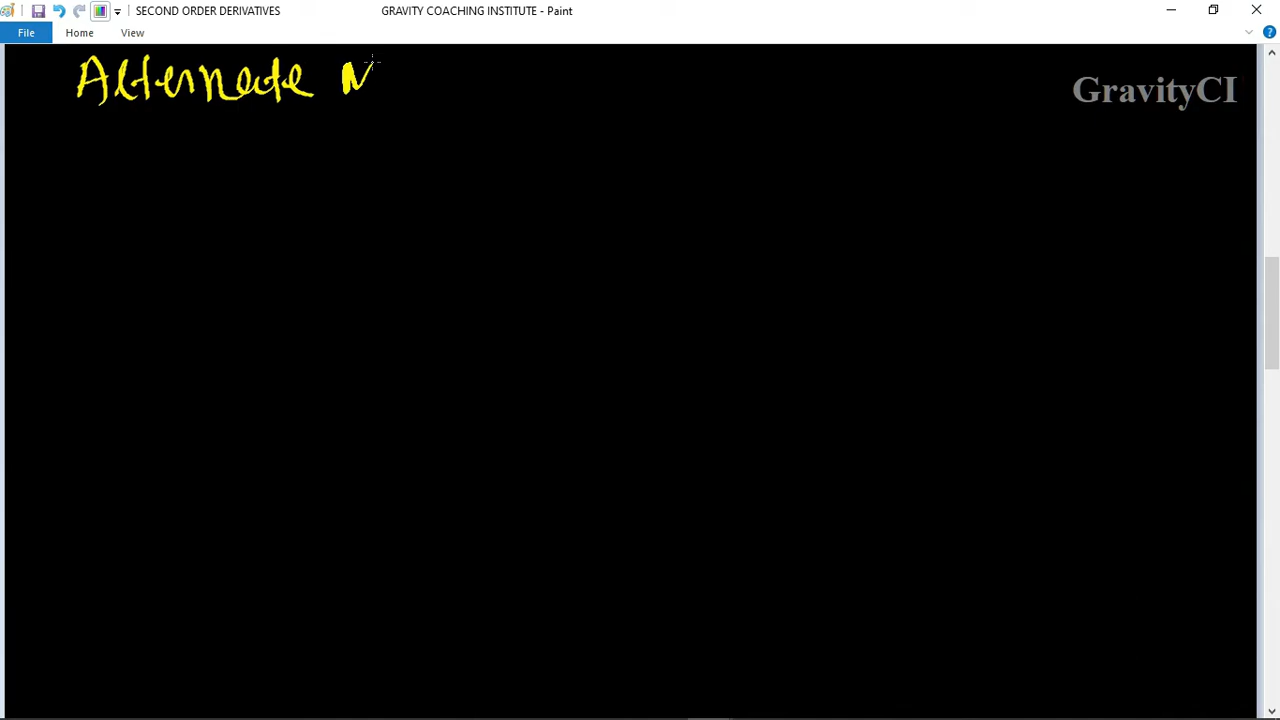 SECOND ORDER DERIVATIVES
GRAVITY COACHING INSTITUTE - Paint
File Home View
Alternate
GravityCI